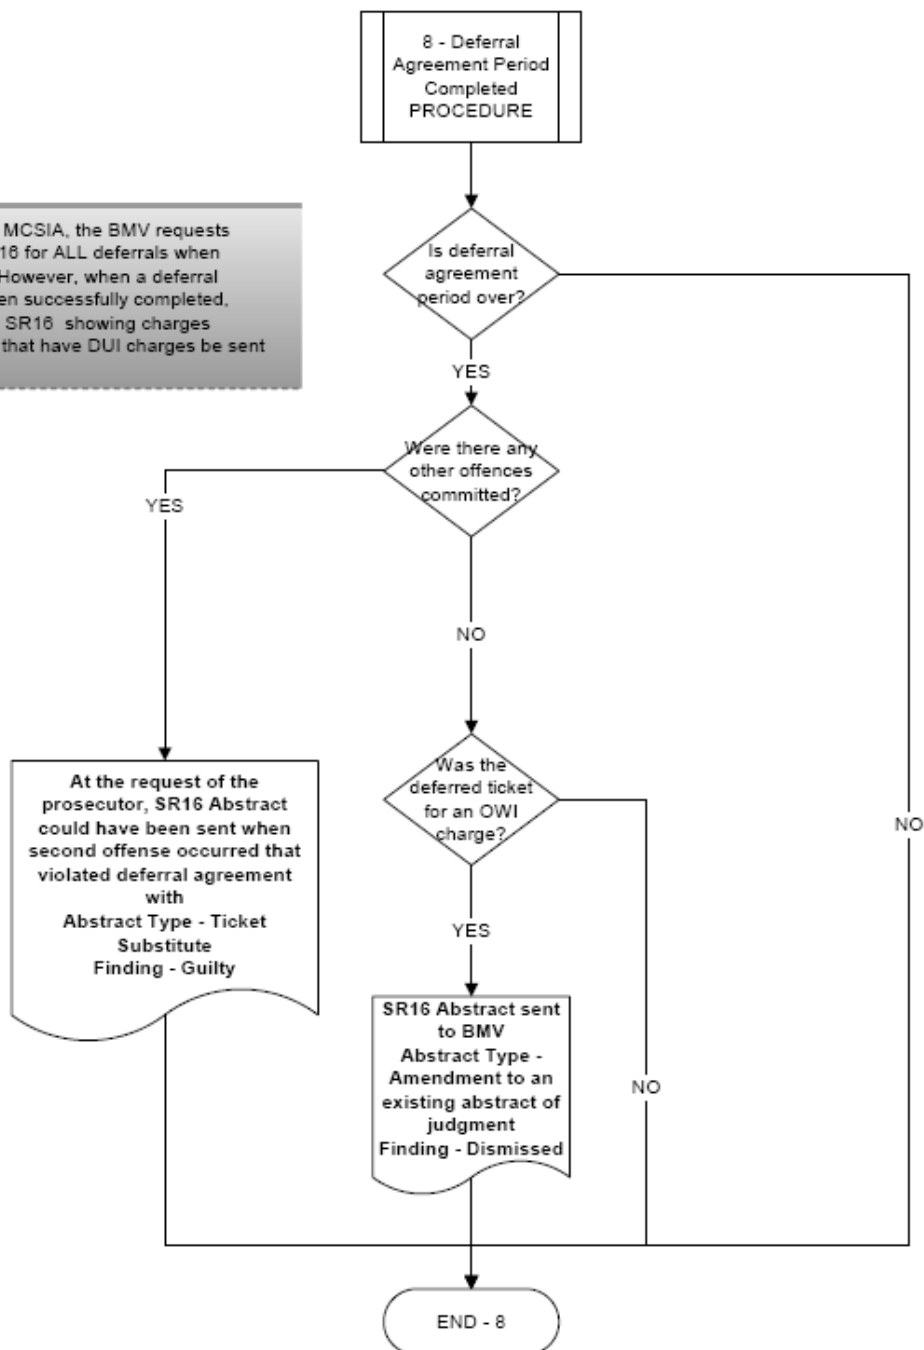 8 - Deferral
Agreement Period
Completed
PROCEDURE
MCSIA, the BMV requests
16 for ALL deferrals when
However, when a deferral
en successfully completed,
SR16 showing charges
that have DUI charges be sent
Is deferral
agreement
period over?
YES
Were there any
other offences
committed?
YES
NO
At the request of the
prosecutor, SR16 Abstract
could have been sent when
second offense occurred that
violated deferral agreement
with
Abstract Type - Ticket
Substitute
Finding - Guilty
Was the
deferred ticket
for an OWI
charge?
NO
YES
SR16 Abstract sent
to BMV
Abstract Type -
Amendment to an
existing abstract of
judgment
Finding - Dismissed
NO
END - 8